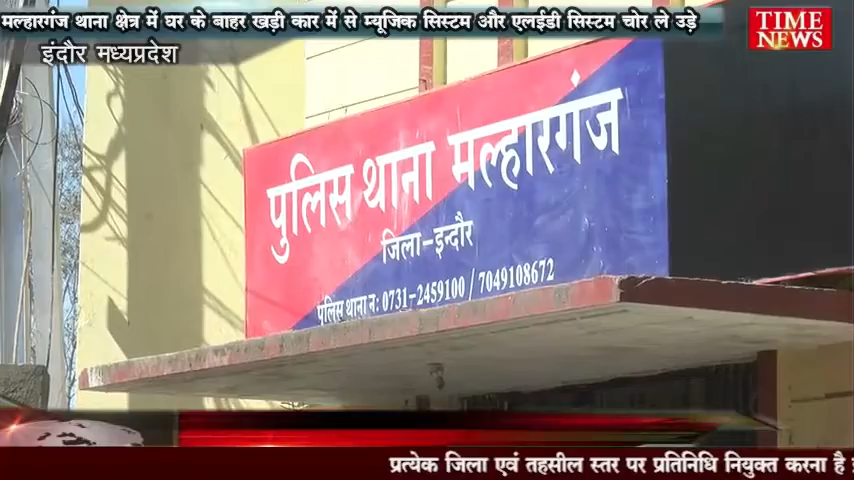 मल्हारगंज थाना क्षेत्र में घर के बाहर खड़ी कार में से म्यूजिक सिस्टम और एलईडी सिस्टम चोर ले उड़े
TIME
NEWS
इंदौर मध्यप्रदेश
पुलिस थाना मल्हारगंज
जिला-इन्दौर
पुलिस थाना नः 0731-2459100 / 7049108672
प्रत्येक जिला एवं तहसील स्तर पर प्रतिनिधि नियुक्त करना है